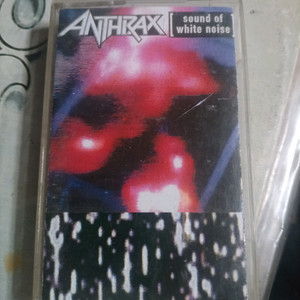 ANTHRAX
[ sound of
white noise ]